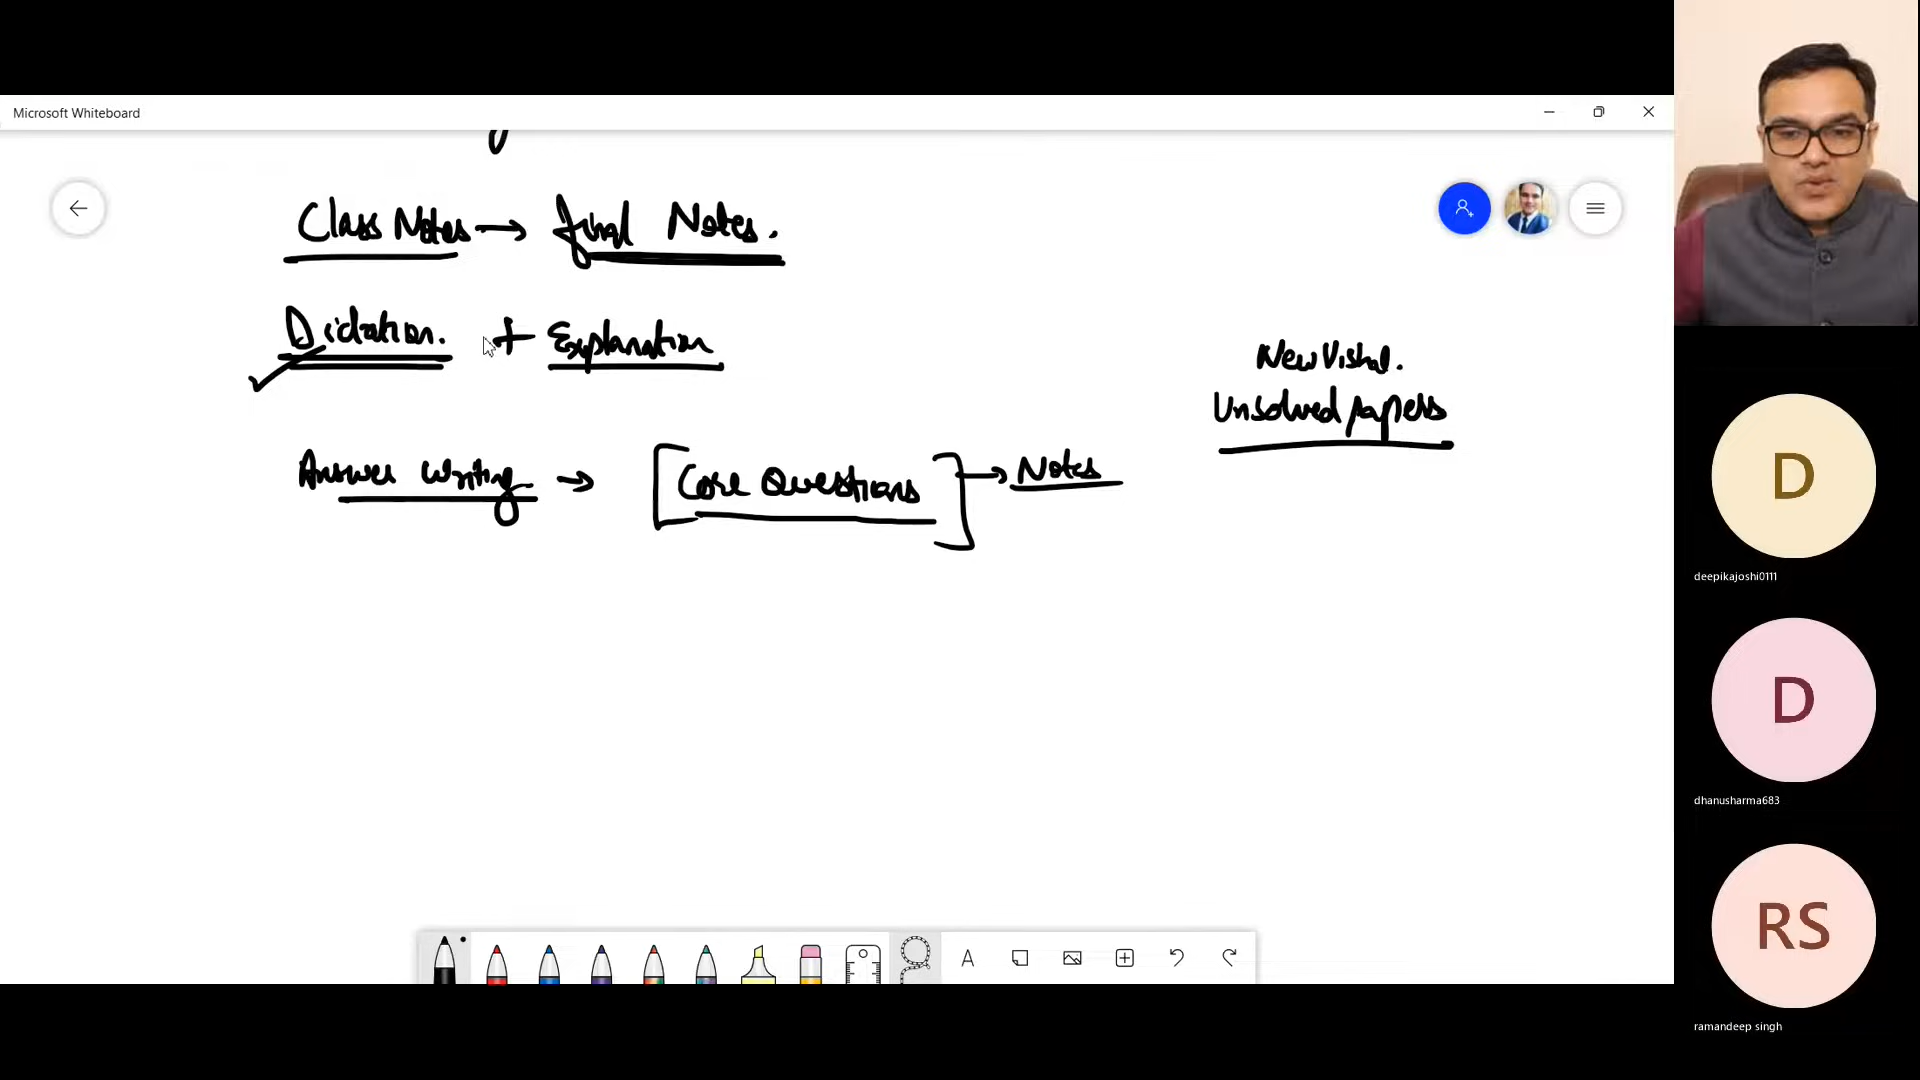 Microsoft Whiteboard
Class Notes → final Notes.
Dictation. + Explanation
New Vishal.
Unsolved papers
Answer Writing → [Core Questions] → Notes
D
deepikajoshi0111
D
dhanusharma683
RS
ramandeep singh
A